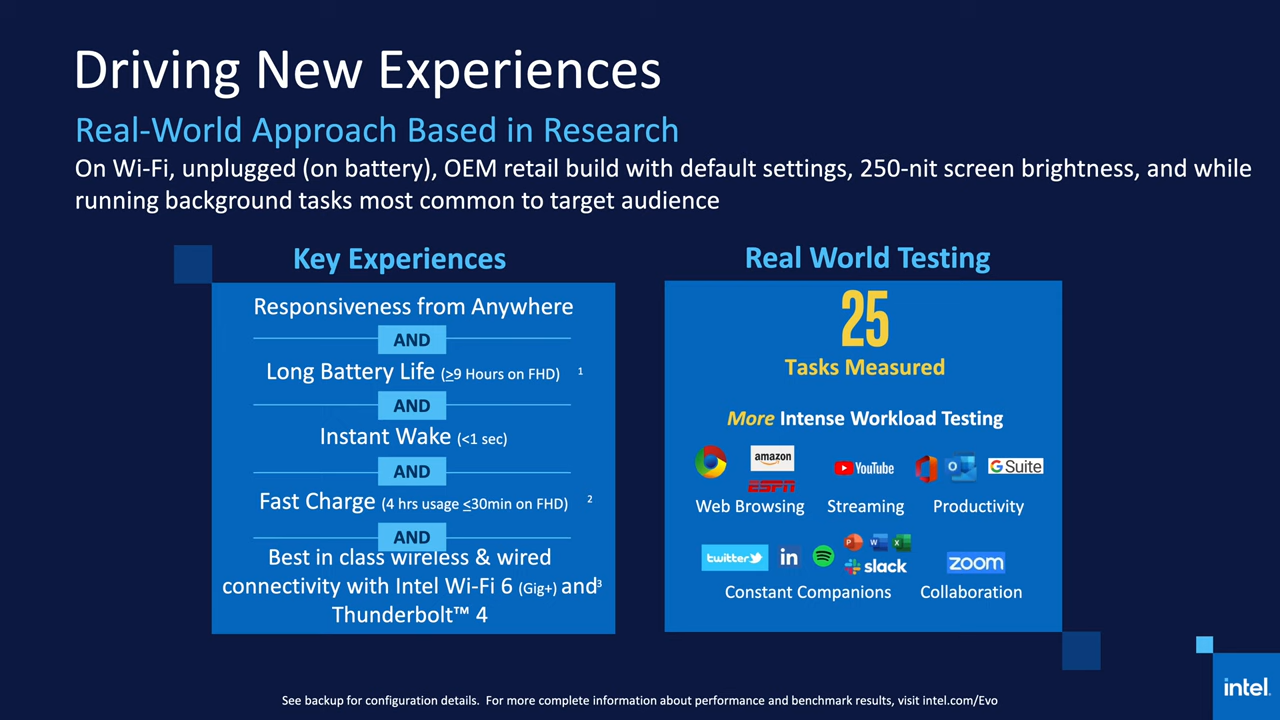 Driving New Experiences
Real-World Approach Based in Research
On Wi-Fi, unplugged (on battery), OEM retail build with default settings, 250-nit screen brightness, and while
running background tasks most common to target audience
Key Experiences
Responsiveness from Anywhere
AND
Long Battery Life (≥9 Hours on FHD) 1
AND
Instant Wake (<1 sec)
AND
Fast Charge (4 hrs usage ≤30min on FHD) 2
AND
Best in class wireless & wired
connectivity with Intel Wi-Fi 6 (Gig+) and3
Thunderbolt™ 4
Real World Testing
25
Tasks Measured
More Intense Workload Testing
amazon
ESPN
YouTube
G Suite
Web Browsing Streaming Productivity
twitter
in
slack
zoom
Constant Companions Collaboration
intel.
See backup for configuration details. For more complete information about performance and benchmark results, visit intel.com/Evo